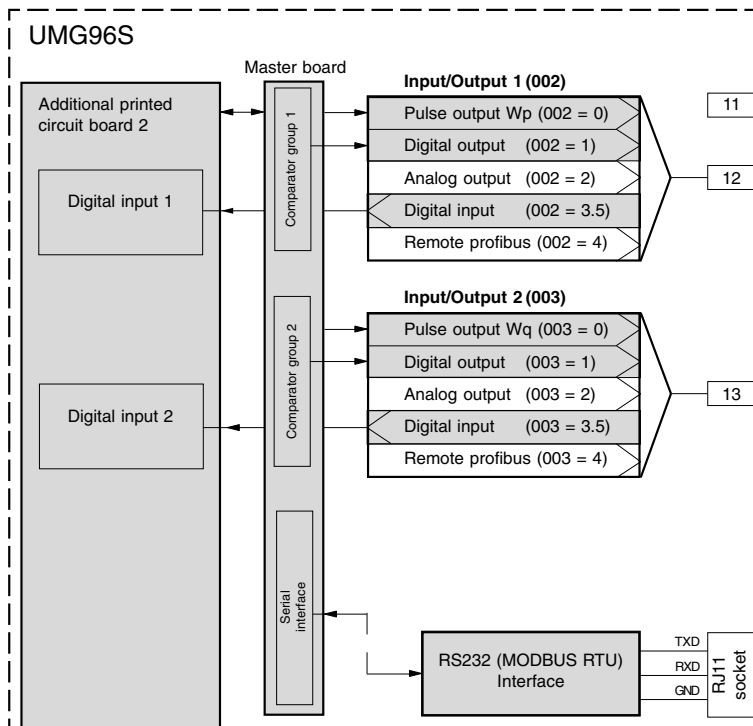 UMG96S
Master board
Additional printed
circuit board 2
Digital input 1
Digital input 2
Comparator group 1
Comparator group 2
Serial
interface
Input/Output 1 (002)
Pulse output Wp (002 = 0)
Digital output (002 = 1)
Analog output (002 = 2)
Digital input (002 = 3.5)
Remote profibus (002 = 4)
11
12
Input/Output 2 (003)
Pulse output Wq (003 = 0)
Digital output (003 = 1)
Analog output (003 = 2)
Digital input (003 = 3.5)
Remote profibus (003 = 4)
13
RS232 (MODBUS RTU)
Interface
TXD
RXD
GND
RJ11
socket